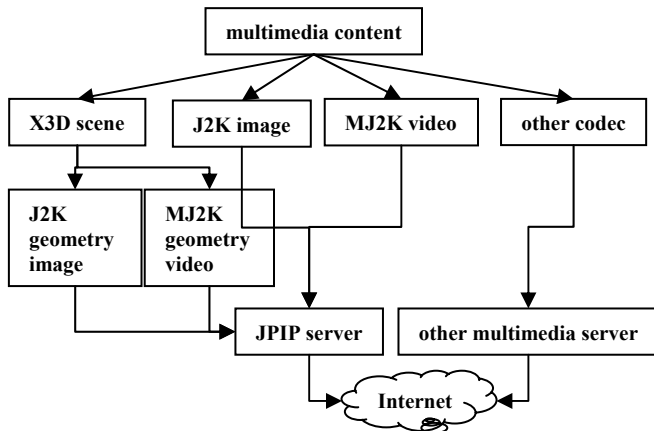 multimedia content
X3D scene
J2K image
MJ2K video
other codec
J2K
geometry
image
MJ2K
geometry
video
JPIP server
other multimedia server
Internet